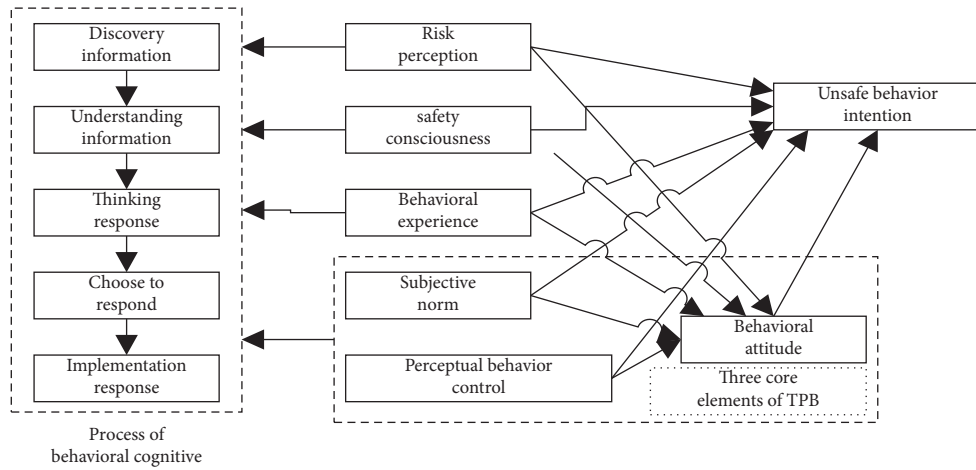 Discovery
information
Understanding
information
Thinking
response
Choose to
respond
Implementation
response
Process of
behavioral cognitive
Risk
perception
safety
consciousness
Behavioral
experience
Subjective
norm
Perceptual behavior
control
Unsafe behavior
intention
Behavioral
attitude
Three core
elements of TPB